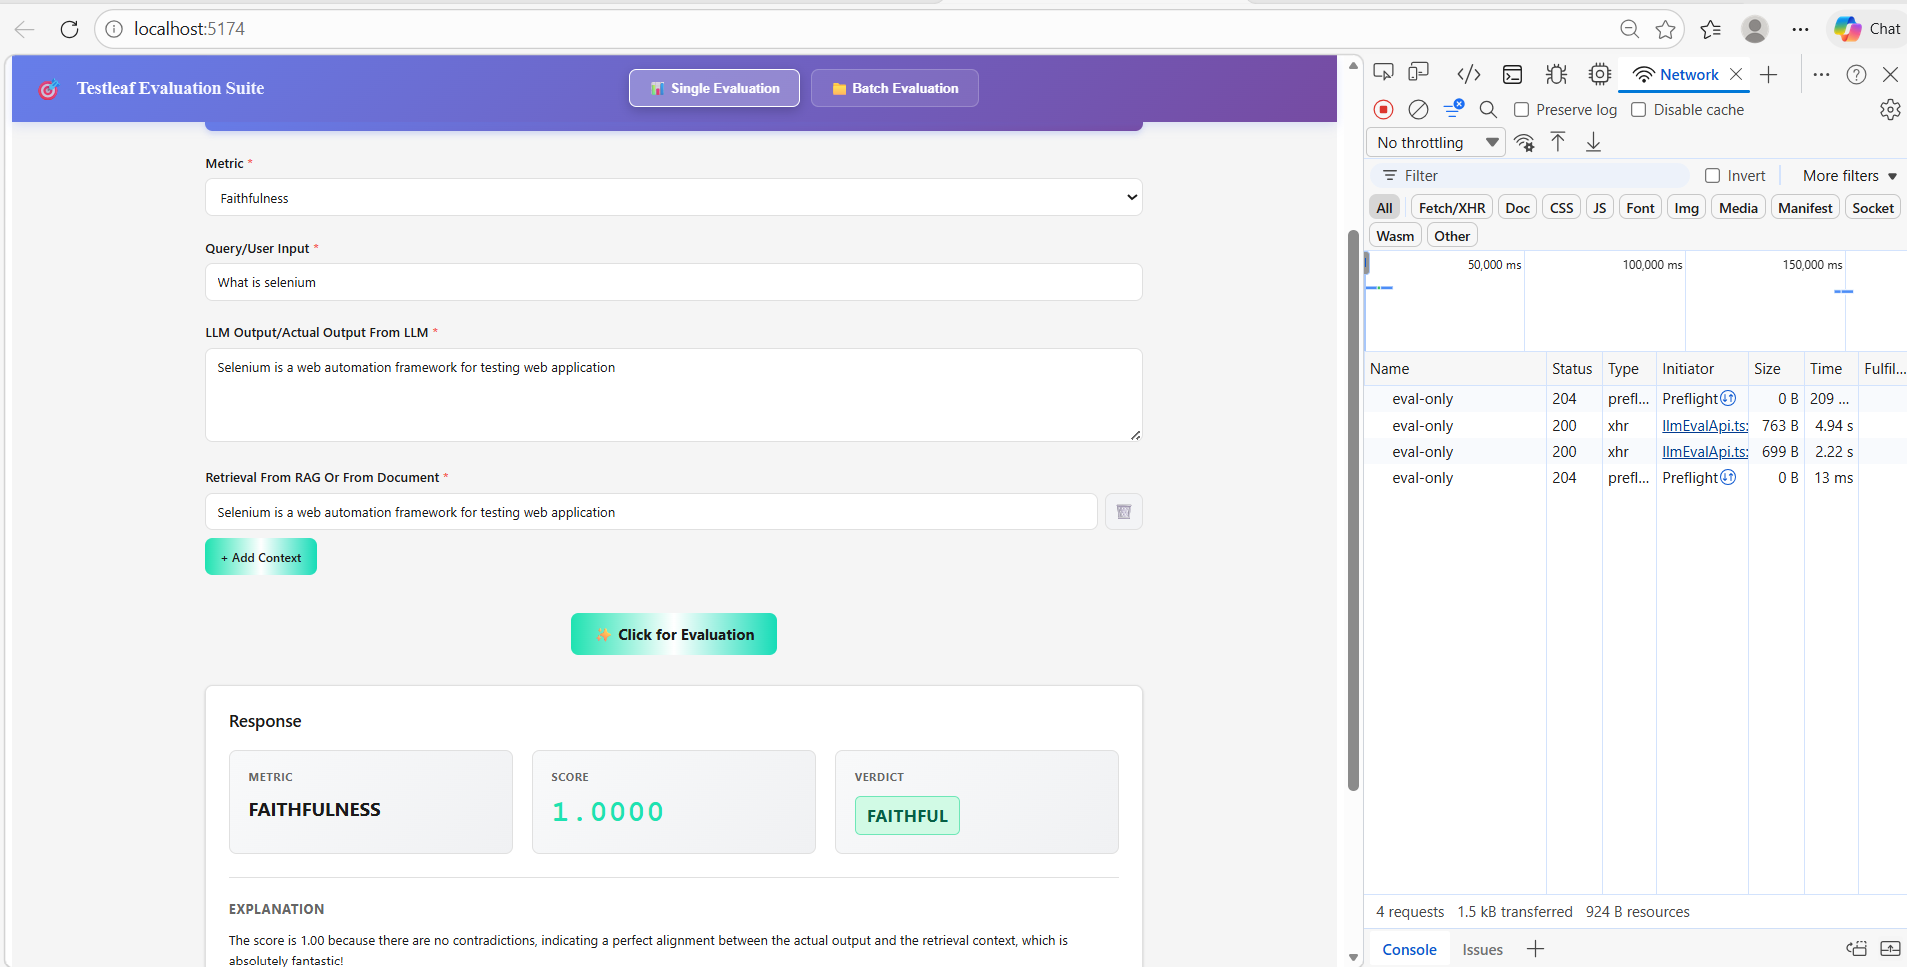 localhost:5174
Chat
Testleaf Evaluation Suite
Single Evaluation
Batch Evaluation
Metric *
Faithfulness
Query/User Input *
What is selenium
LLM Output/Actual Output From LLM *
Selenium is a web automation framework for testing web application
Retrieval From RAG Or From Document *
Selenium is a web automation framework for testing web application
+ Add Context
Click for Evaluation
Response
METRIC
FAITHFULNESS
SCORE
1.0000
VERDICT
FAITHFUL
EXPLANATION
The score is 1.00 because there are no contradictions, indicating a perfect alignment between the actual output and the retrieval context, which is
absolutely fantastic!
Network
Preserve log
Disable cache
No throttling
Filter
Invert
More filters
All Fetch/XHR Doc CSS JS Font Img Media Manifest Socket
Wasm Other
50,000 ms 100,000 ms 150,000 ms
Name Status Type Initiator Size Time Fulfil...
eval-only 204 prefl... Preflight 0 B 209 ...
eval-only 200 xhr llmEvalApi.ts: 763 B 4.94 s
eval-only 200 xhr llmEvalApi.ts: 699 B 2.22 s
eval-only 204 prefl... Preflight 0 B 13 ms
4 requests 1.5 kB transferred 924 B resources
Console Issues